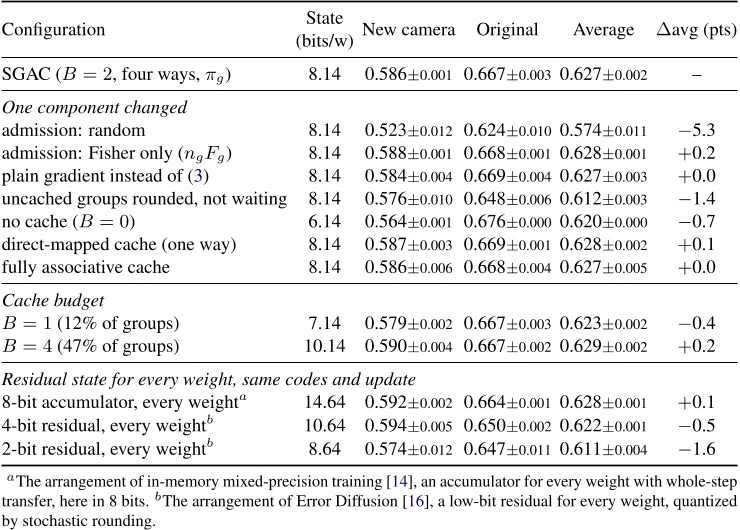 Configuration State (bits/w) New camera Original Average Δavg (pts)
SGAC (B = 2, four ways, π_g) 8.14 0.586±0.001 0.667±0.003 0.627±0.002 –
One component changed
admission: random 8.14 0.523±0.012 0.624±0.010 0.574±0.011 −5.3
admission: Fisher only (n_gF_g) 8.14 0.588±0.001 0.668±0.001 0.628±0.001 +0.2
plain gradient instead of (3) 8.14 0.584±0.004 0.669±0.004 0.627±0.003 +0.0
uncached groups rounded, not waiting 8.14 0.576±0.010 0.648±0.006 0.612±0.003 −1.4
no cache (B = 0) 6.14 0.564±0.001 0.676±0.000 0.620±0.000 −0.7
direct-mapped cache (one way) 8.14 0.587±0.003 0.669±0.001 0.628±0.002 +0.1
fully associative cache 8.14 0.586±0.006 0.668±0.004 0.627±0.005 +0.0
Cache budget
B = 1 (12% of groups) 7.14 0.579±0.002 0.667±0.003 0.623±0.002 −0.4
B = 4 (47% of groups) 10.14 0.590±0.004 0.667±0.002 0.629±0.002 +0.2
Residual state for every weight, same codes and update
8-bit accumulator, every weight^a 14.64 0.592±0.002 0.664±0.001 0.628±0.001 +0.1
4-bit residual, every weight^b 10.64 0.594±0.005 0.650±0.002 0.622±0.001 −0.5
2-bit residual, every weight^b 8.64 0.574±0.012 0.647±0.011 0.611±0.004 −1.6
^a The arrangement of in-memory mixed-precision training [14], an accumulator for every weight with whole-step
transfer, here in 8 bits. ^b The arrangement of Error Diffusion [16], a low-bit residual for every weight, quantized
by stochastic rounding.